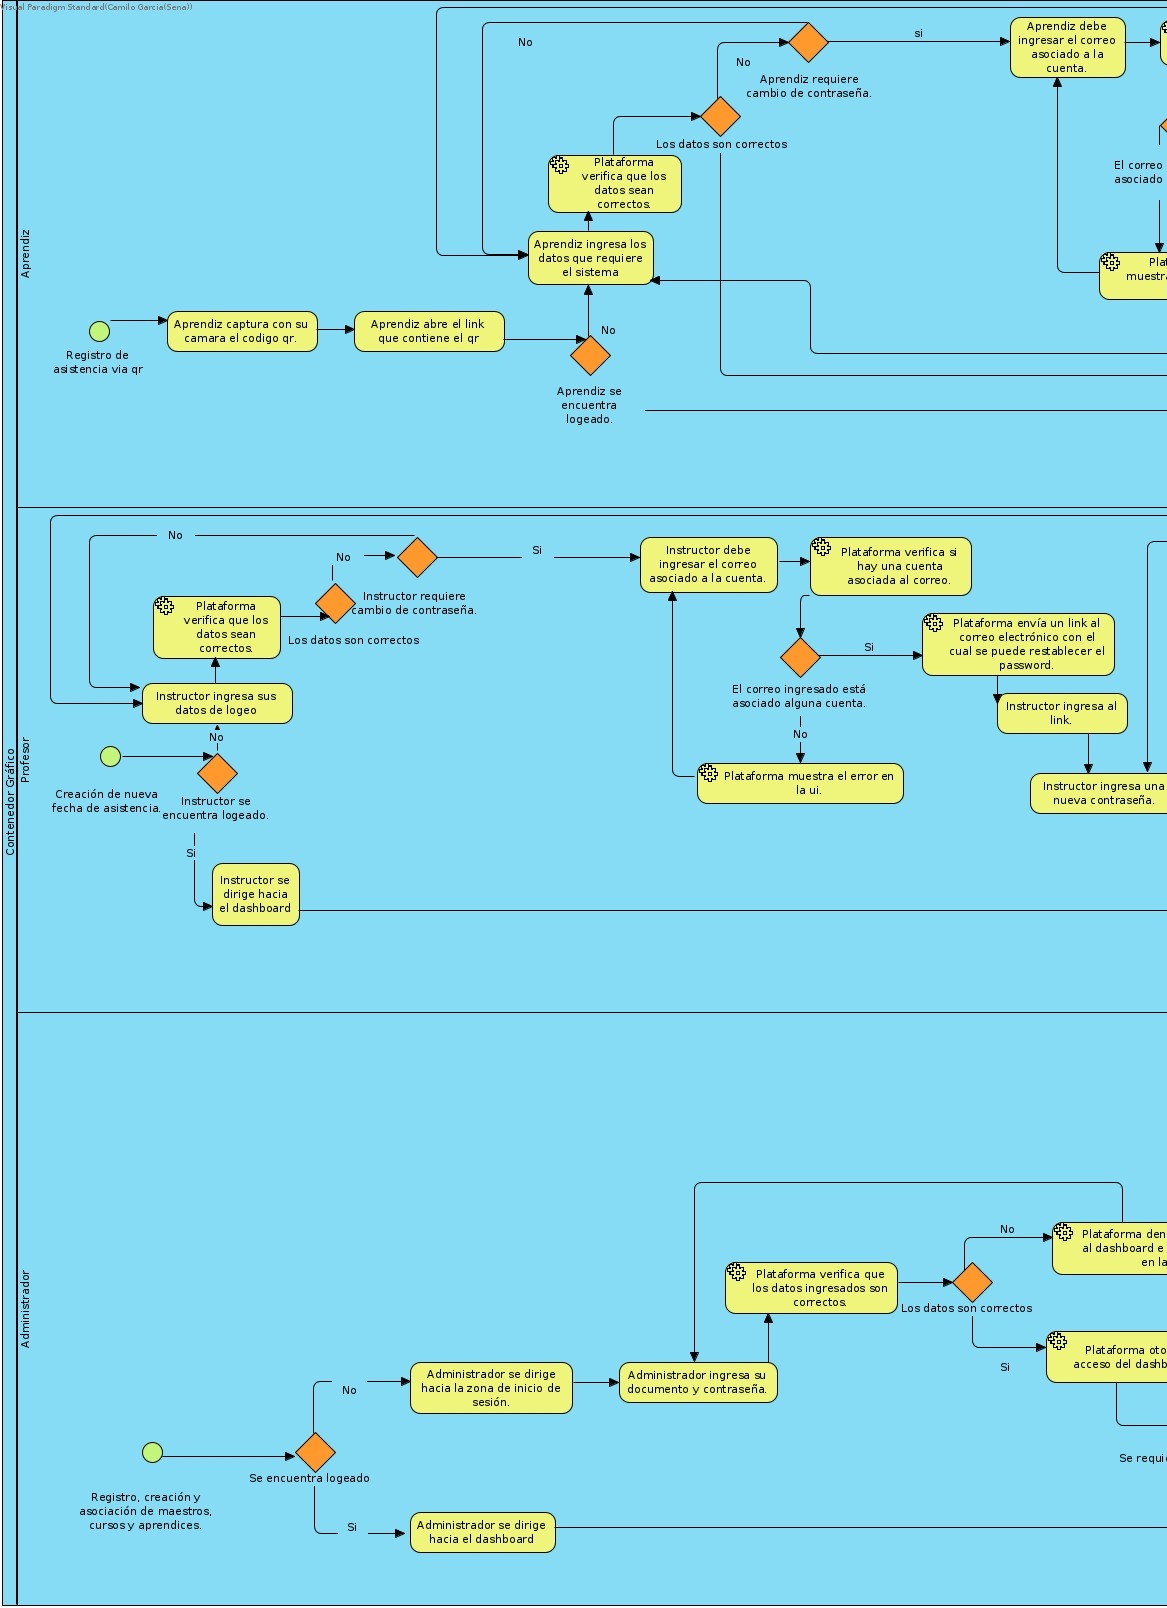 Visual Paradigm Standard(Camilo Garcia(Sena))
Contenedor Gráfico
Aprendiz
No
No
si
Aprendiz debe
ingresar el correo
asociado a la
cuenta.
Aprendiz requiere
cambio de contraseña.
Los datos son correctos
Plataforma
verifica que los
datos sean
correctos.
El correo
asociado
Aprendiz ingresa los
datos que requiere
el sistema
muestra
Aprendiz captura con su
camara el codigo qr.
Aprendiz abre el link
que contiene el qr
No
Registro de
asistencia via qr
Aprendiz se
encuentra
logeado.
Profesor
No
No
Si
Instructor debe
ingresar el correo
asociado a la cuenta.
Plataforma verifica si
hay una cuenta
asociada al correo.
Instructor requiere
cambio de contraseña.
Plataforma
verifica que los
datos sean
correctos.
Los datos son correctos
Si
Plataforma envía un link al
correo electrónico con el
cual se puede restablecer el
password.
Instructor ingresa sus
datos de logeo
El correo ingresado está
asociado alguna cuenta.
Instructor ingresa al
link.
No
No
Plataforma muestra el error en
la ui.
Instructor ingresa una
nueva contraseña.
Creación de nueva
fecha de asistencia.
Instructor se
encuentra logeado.
Si
Instructor se
dirige hacia
el dashboard
Administrador
No
Plataforma den
al dashboard e
en la
Plataforma verifica que
los datos ingresados son
correctos.
Los datos son correctos
Si
Plataforma oto
acceso del dashb
No
Administrador se dirige
hacia la zona de inicio de
sesión.
Administrador ingresa su
documento y contraseña.
Se requie
Se encuentra logeado
Registro, creación y
asociación de maestros,
cursos y aprendices.
Si
Administrador se dirige
hacia el dashboard